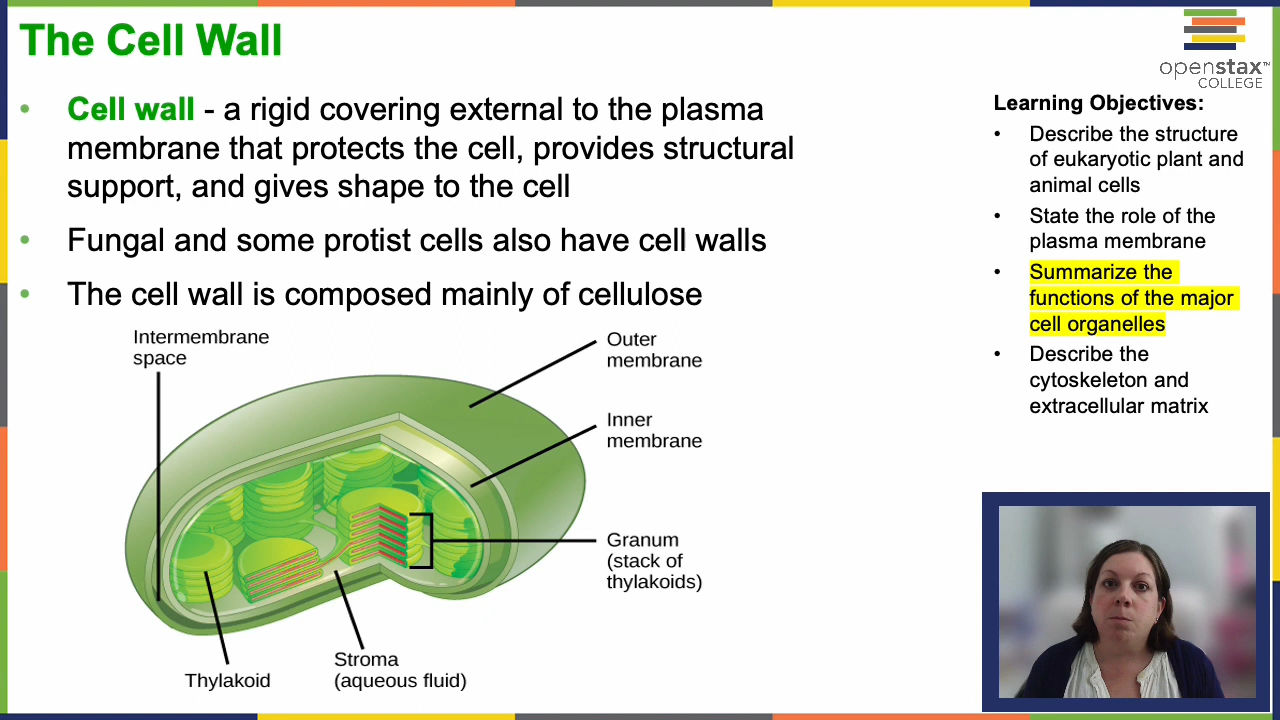 The Cell Wall
• Cell wall - a rigid covering external to the plasma
membrane that protects the cell, provides structural
support, and gives shape to the cell
• Fungal and some protist cells also have cell walls
• The cell wall is composed mainly of cellulose
Intermembrane
space
Outer
membrane
Inner
membrane
Granum
(stack of
thylakoids)
Stroma
(aqueous fluid)
Thylakoid
openstax™
COLLEGE
Learning Objectives:
• Describe the structure
of eukaryotic plant and
animal cells
• State the role of the
plasma membrane
• Summarize the
functions of the major
cell organelles
• Describe the
cytoskeleton and
extracellular matrix